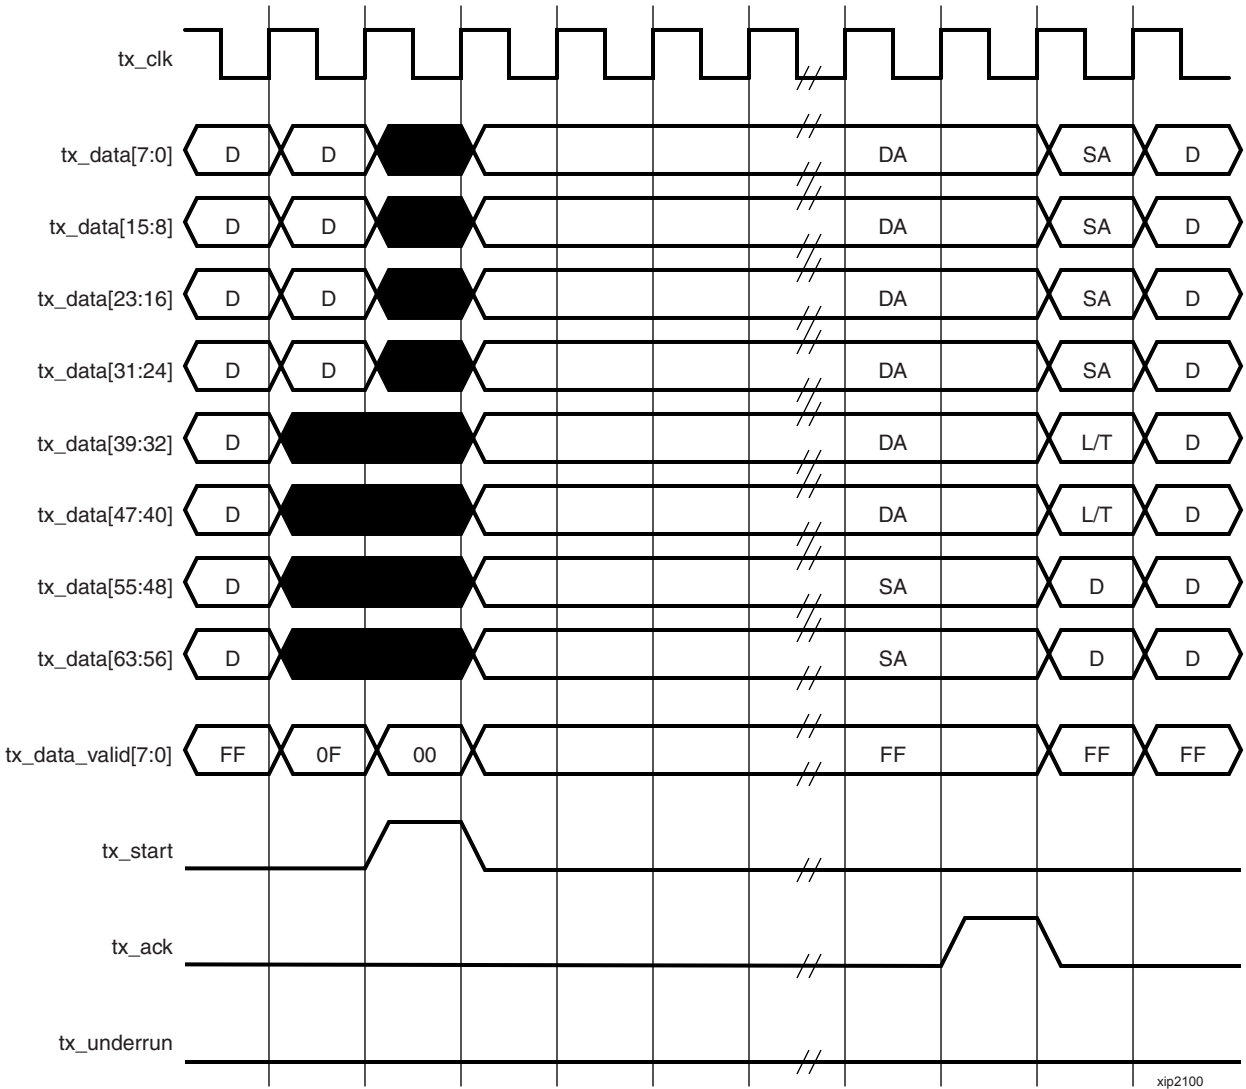 tx_clk
tx_data[7:0] D D DA SA D
tx_data[15:8] D D DA SA D
tx_data[23:16] D D DA SA D
tx_data[31:24] D D DA SA D
tx_data[39:32] D DA L/T D
tx_data[47:40] D DA L/T D
tx_data[55:48] D SA D D
tx_data[63:56] D SA D D
tx_data_valid[7:0] FF 0F 00 FF FF FF
tx_start
tx_ack
tx_underrun
xip2100